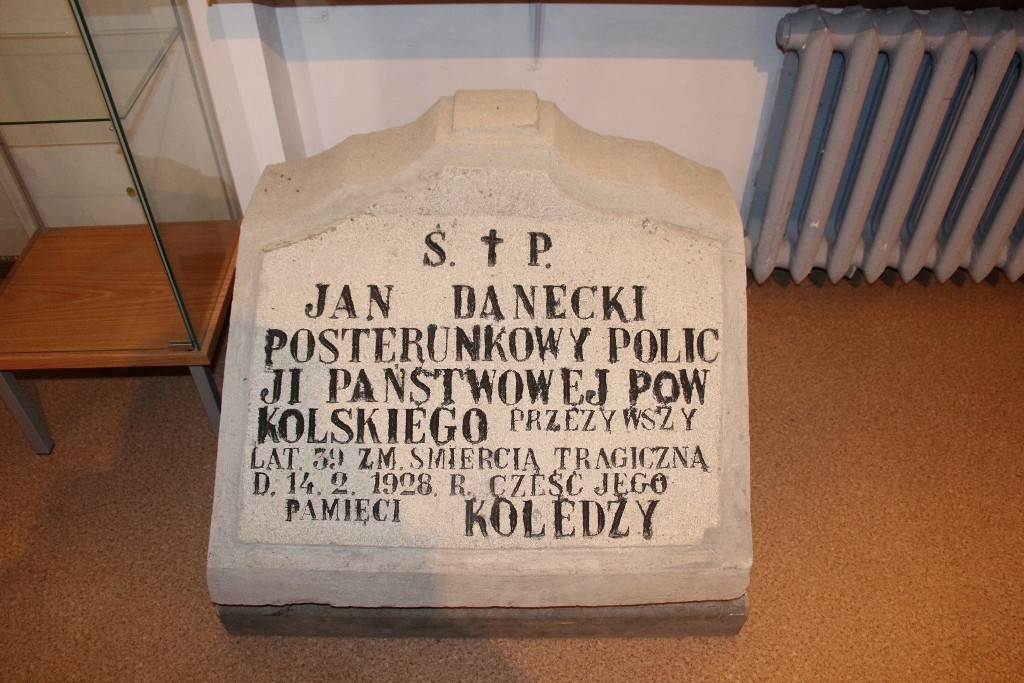 Ś. † P.
JAN DANECKI
POSTERUNKOWY POLIC
JI PAŃSTWOWEJ POW
KOLSKIEGO PRZEŻYWSZY
LAT. 39 ZM. ŚMIERCIĄ TRAGICZNĄ
D. 14. 2. 1928. R. CZEŚĆ JEGO
PAMIĘCI KOLEDZY